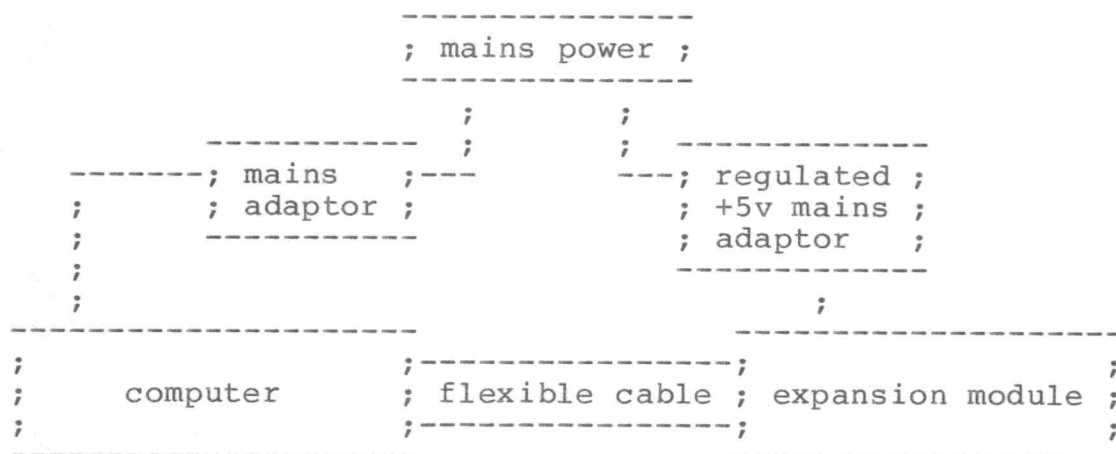 mains power
mains
adaptor
regulated
+5v mains
adaptor
computer
flexible cable
expansion module